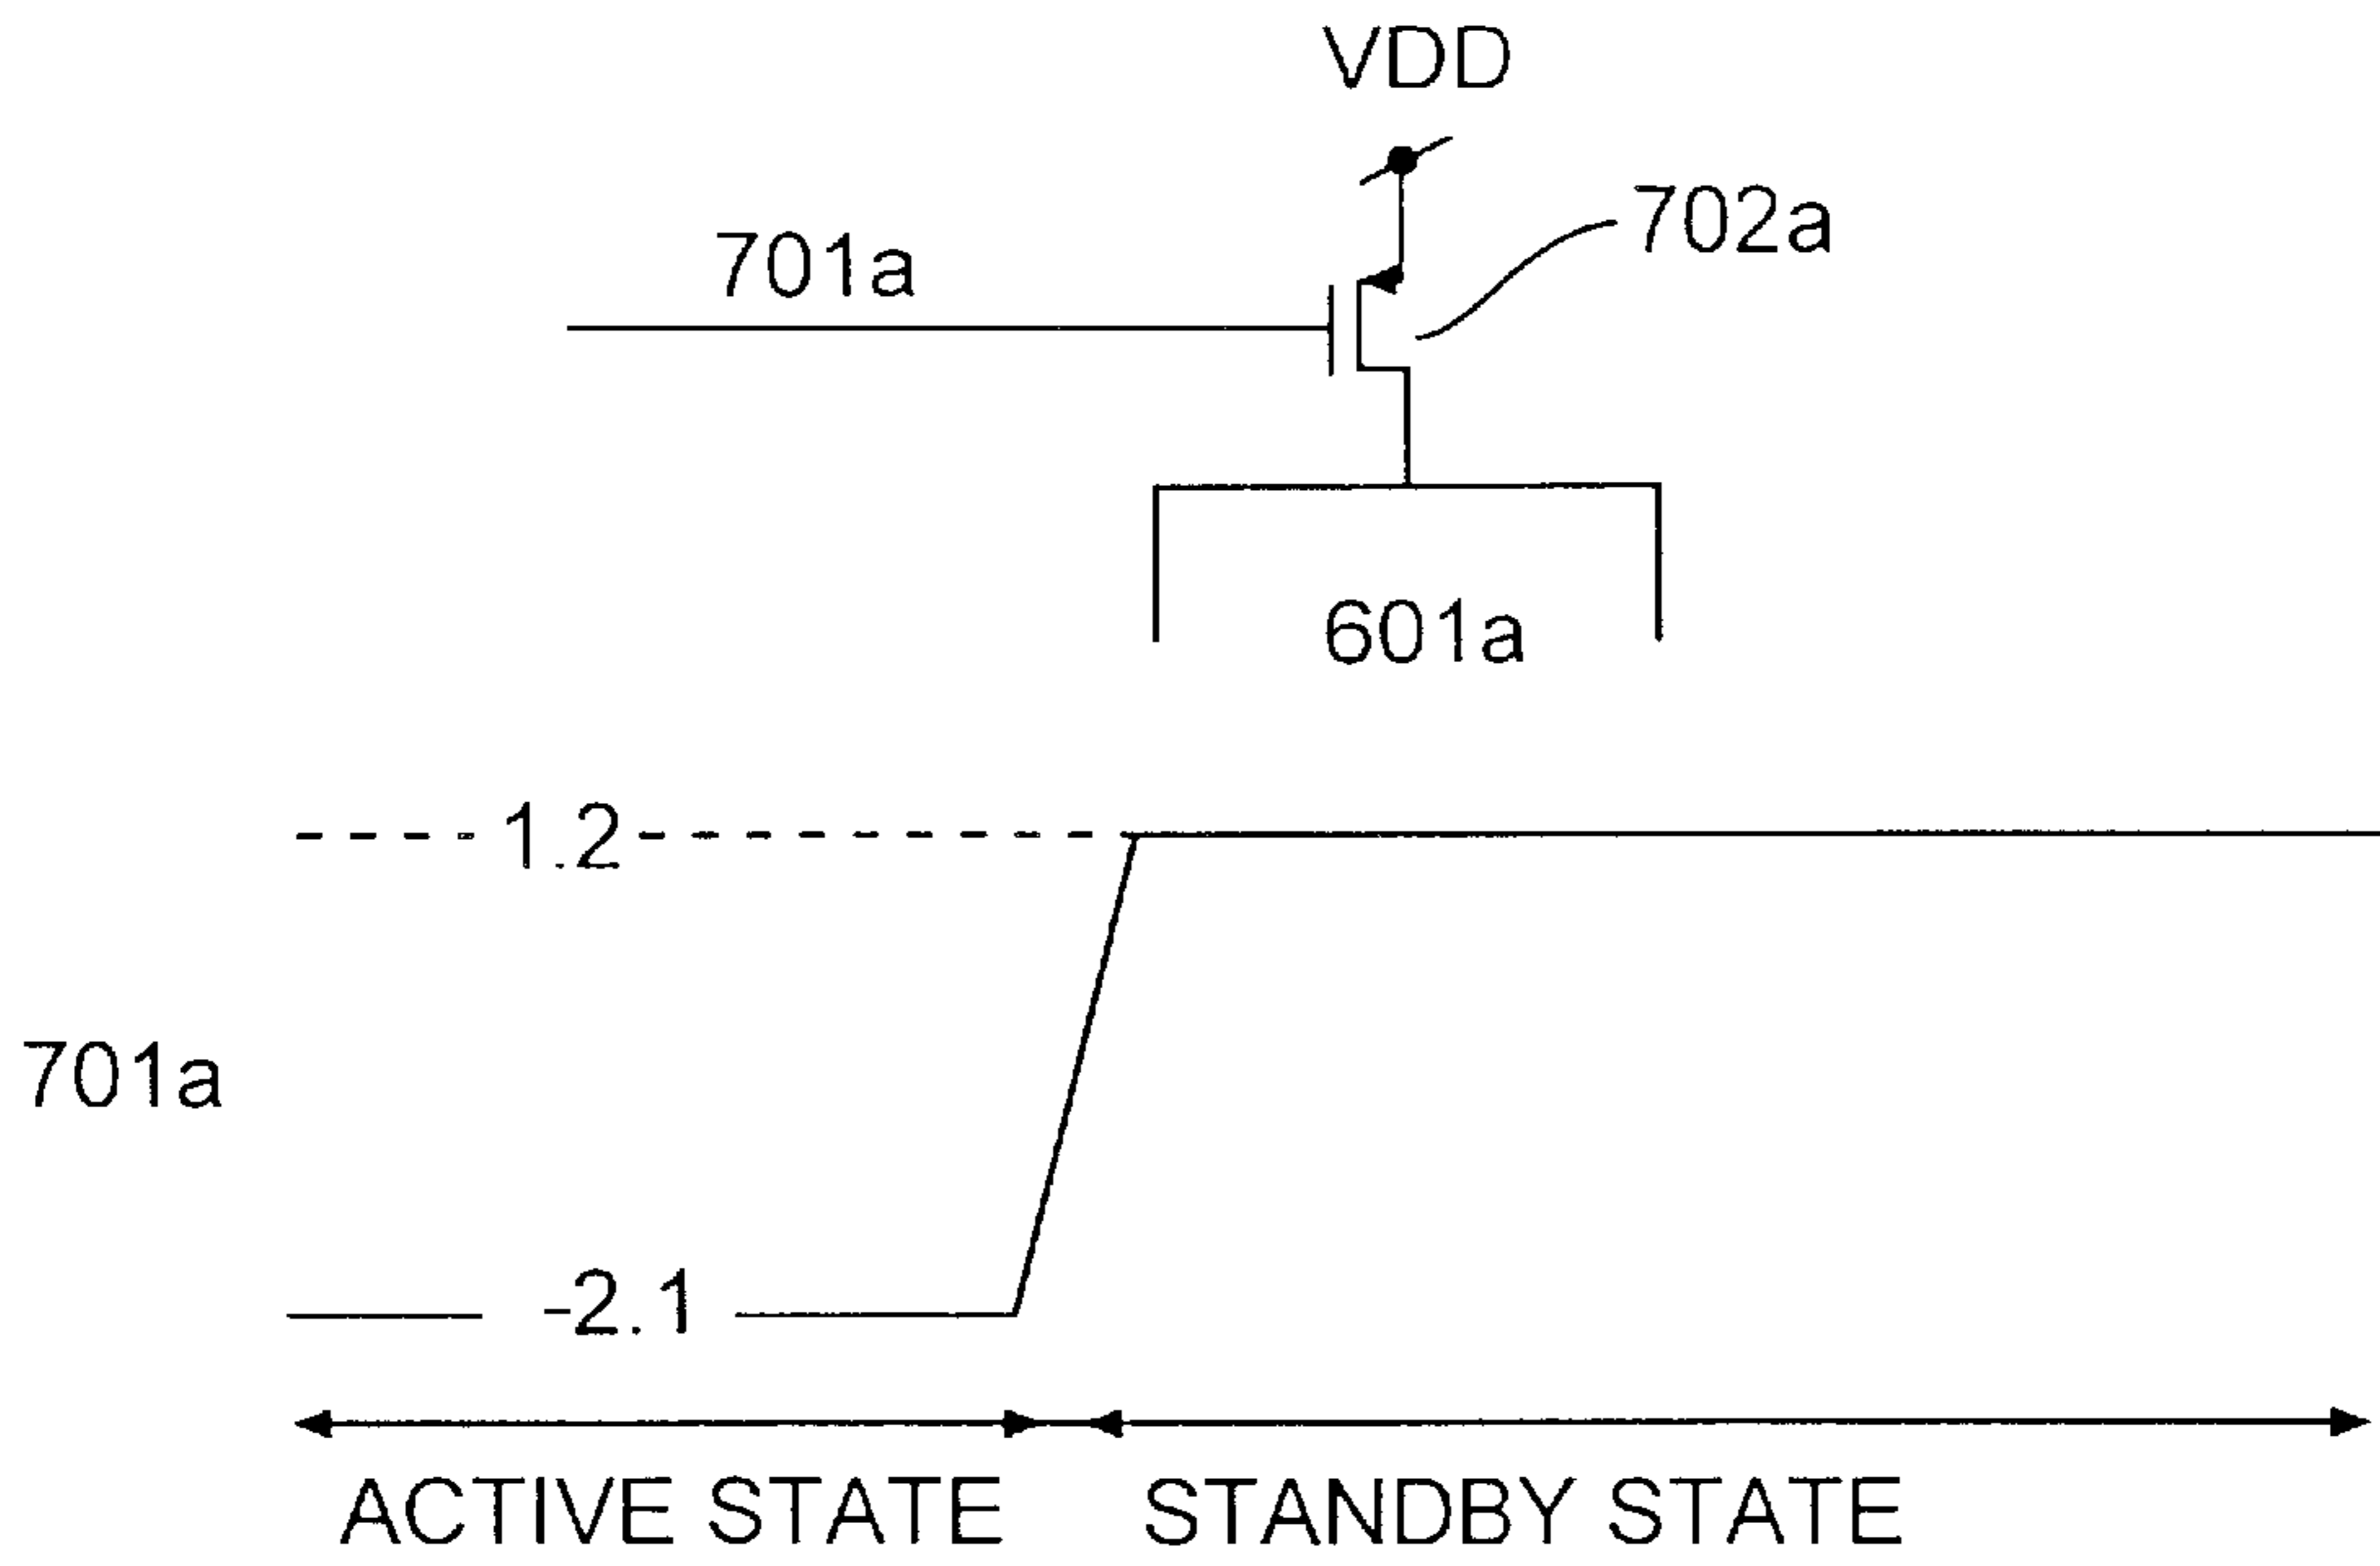 VDD
702a
701a
601a
1.2
701a
-2.1
ACTIVE STATE STANDBY STATE